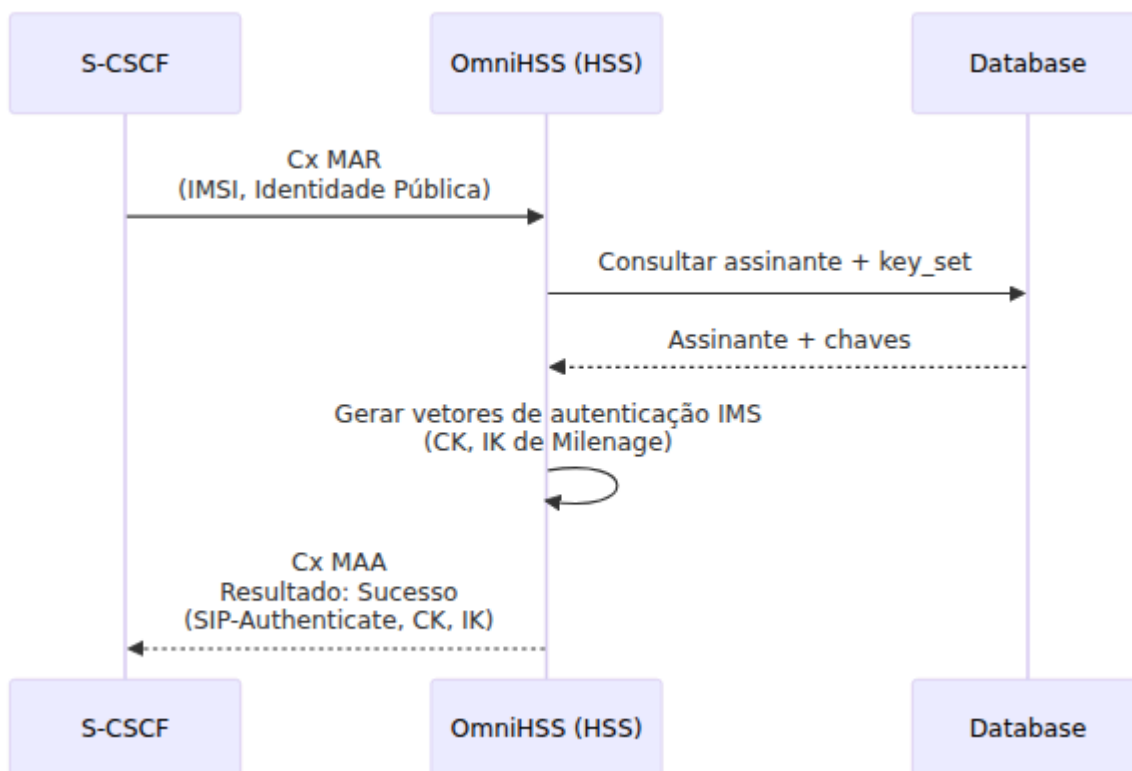 S-CSCF
OmniHSS (HSS)
Database
Cx MAR
(IMSI, Identidade Pública)
Consultar assinante + key_set
Assinante + chaves
Gerar vetores de autenticação IMS
(CK, IK de Milenage)
Cx MAA
Resultado: Sucesso
(SIP-Authenticate, CK, IK)
S-CSCF
OmniHSS (HSS)
Database